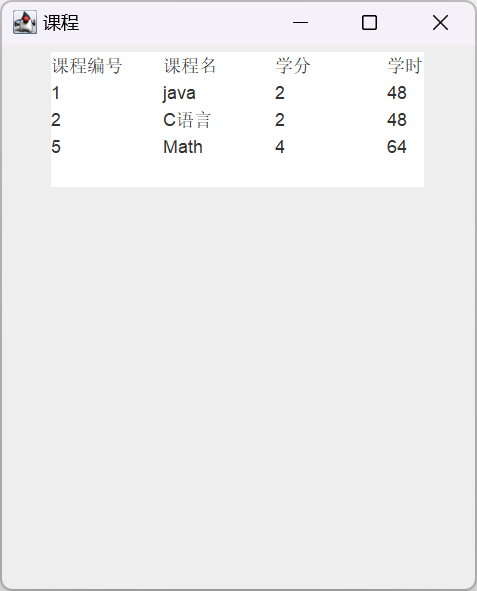 课程
课程编号 课程名 学分 学时
1 java 2 48
2 C语言 2 48
5 Math 4 64